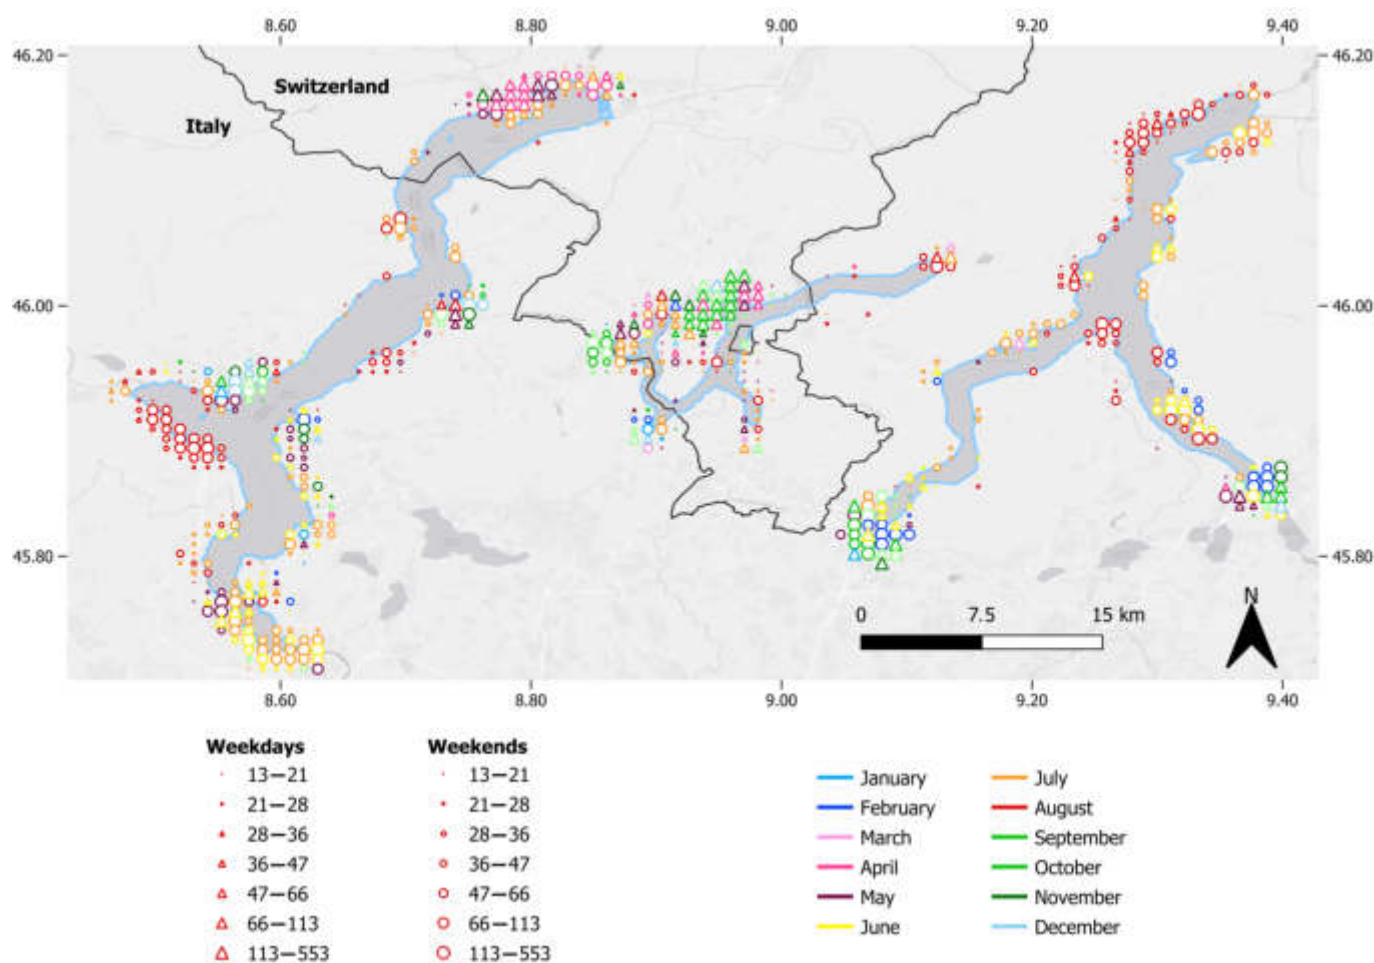 8.60 8.80 9.00 9.20 9.40
46.20 46.20
Switzerland
Italy
46.00 46.00
45.80 45.80
N
0 7.5 15 km
8.60 8.80 9.00 9.20 9.40
Weekdays Weekends
13—21 13—21 January July
21—28 21—28 February August
28—36 28—36 March September
36—47 36—47 April October
47—66 47—66 May November
66—113 66—113 June December
113—553 113—553